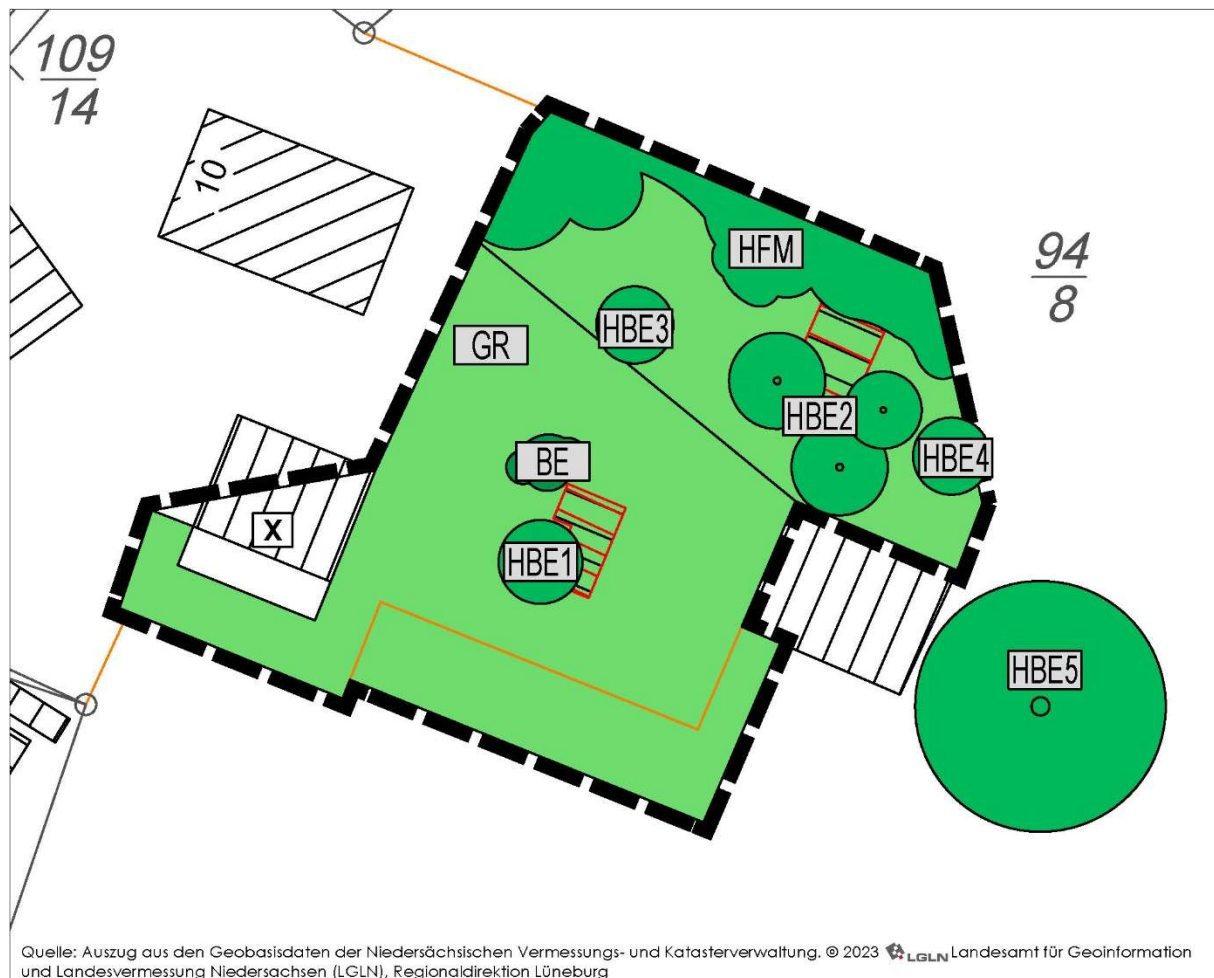 109
14
10
HFM
94
8
HBE3
GR
HBE2
BE
HBE4
X
HBE1
HBE5
Quelle: Auszug aus den Geobasisdaten der Niedersächsischen Vermessungs- und Katasterverwaltung. © 2023 LGLN Landesamt für Geoinformation
und Landesvermessung Niedersachsen (LGLN), Regionaldirektion Lüneburg